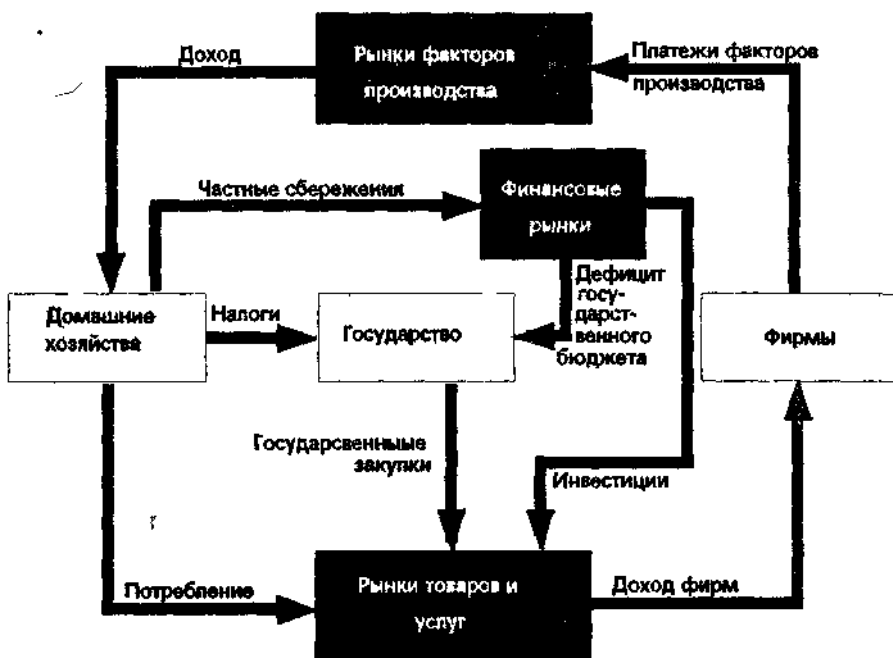 Доход
Рынки факторов
производства
Платежи факторов
производства
Частные сбережения
Финансовые
рынки
Дефицит
госу-
дарст-
венного
бюджета
Домашние
хозяйства
Налоги
Государство
Фирмы
Государсвенные
закупки
Инвестиции
Потребление
Рынки товаров и
услуг
Доход фирм